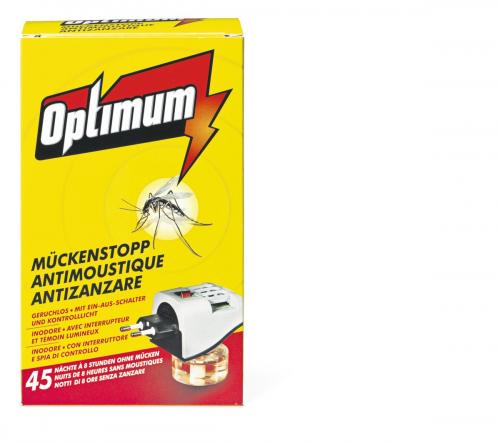 Optimum
MÜCKENSTOPP
ANTIMOUSTIQUE
ANTIZANZARE
GERUCHLOS • MIT EIN-AUS-SCHALTER
UND KONTROLLLICHT
INODORE • AVEC INTERRUPTEUR
ET TÉMOIN LUMINEUX
INODORE • CON INTERRUTTORE
E SPIA DI CONTROLLO
45 NÄCHTE À 8 STUNDEN OHNE MÜCKEN
NUITS DE 8 HEURES SANS MOUSTIQUES
NOTTI DI 8 ORE SENZA ZANZARE